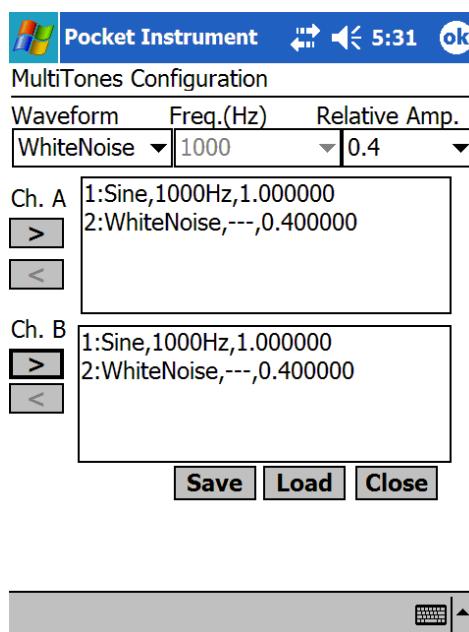 Pocket Instrument 5:31 ok
MultiTones Configuration
Waveform Freq.(Hz) Relative Amp.
WhiteNoise 1000 0.4
Ch. A
>
<
1:Sine,1000Hz,1.000000
2:WhiteNoise,---,0.400000
Ch. B
>
<
1:Sine,1000Hz,1.000000
2:WhiteNoise,---,0.400000
Save Load Close